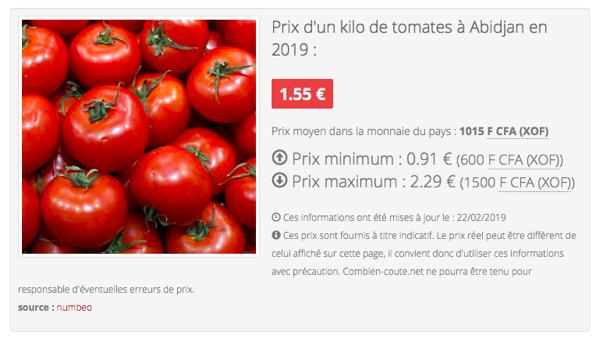 Prix d'un kilo de tomates à Abidjan en
2019 :
1.55 €
Prix moyen dans la monnaie du pays : 1015 F CFA (XOF)
Prix minimum : 0.91 € (600 F CFA (XOF))
Prix maximum : 2.29 € (1500 F CFA (XOF))
Ces informations ont été mises à jour le : 22/02/2019
Ces prix sont fournis à titre indicatif. Le prix réel peut être différent de
celui affiché sur cette page, il convient donc d'utiliser ces informations
avec précaution. Combien-coute.net ne pourra être tenu pour
responsable d'éventuelles erreurs de prix.
source : numbeo